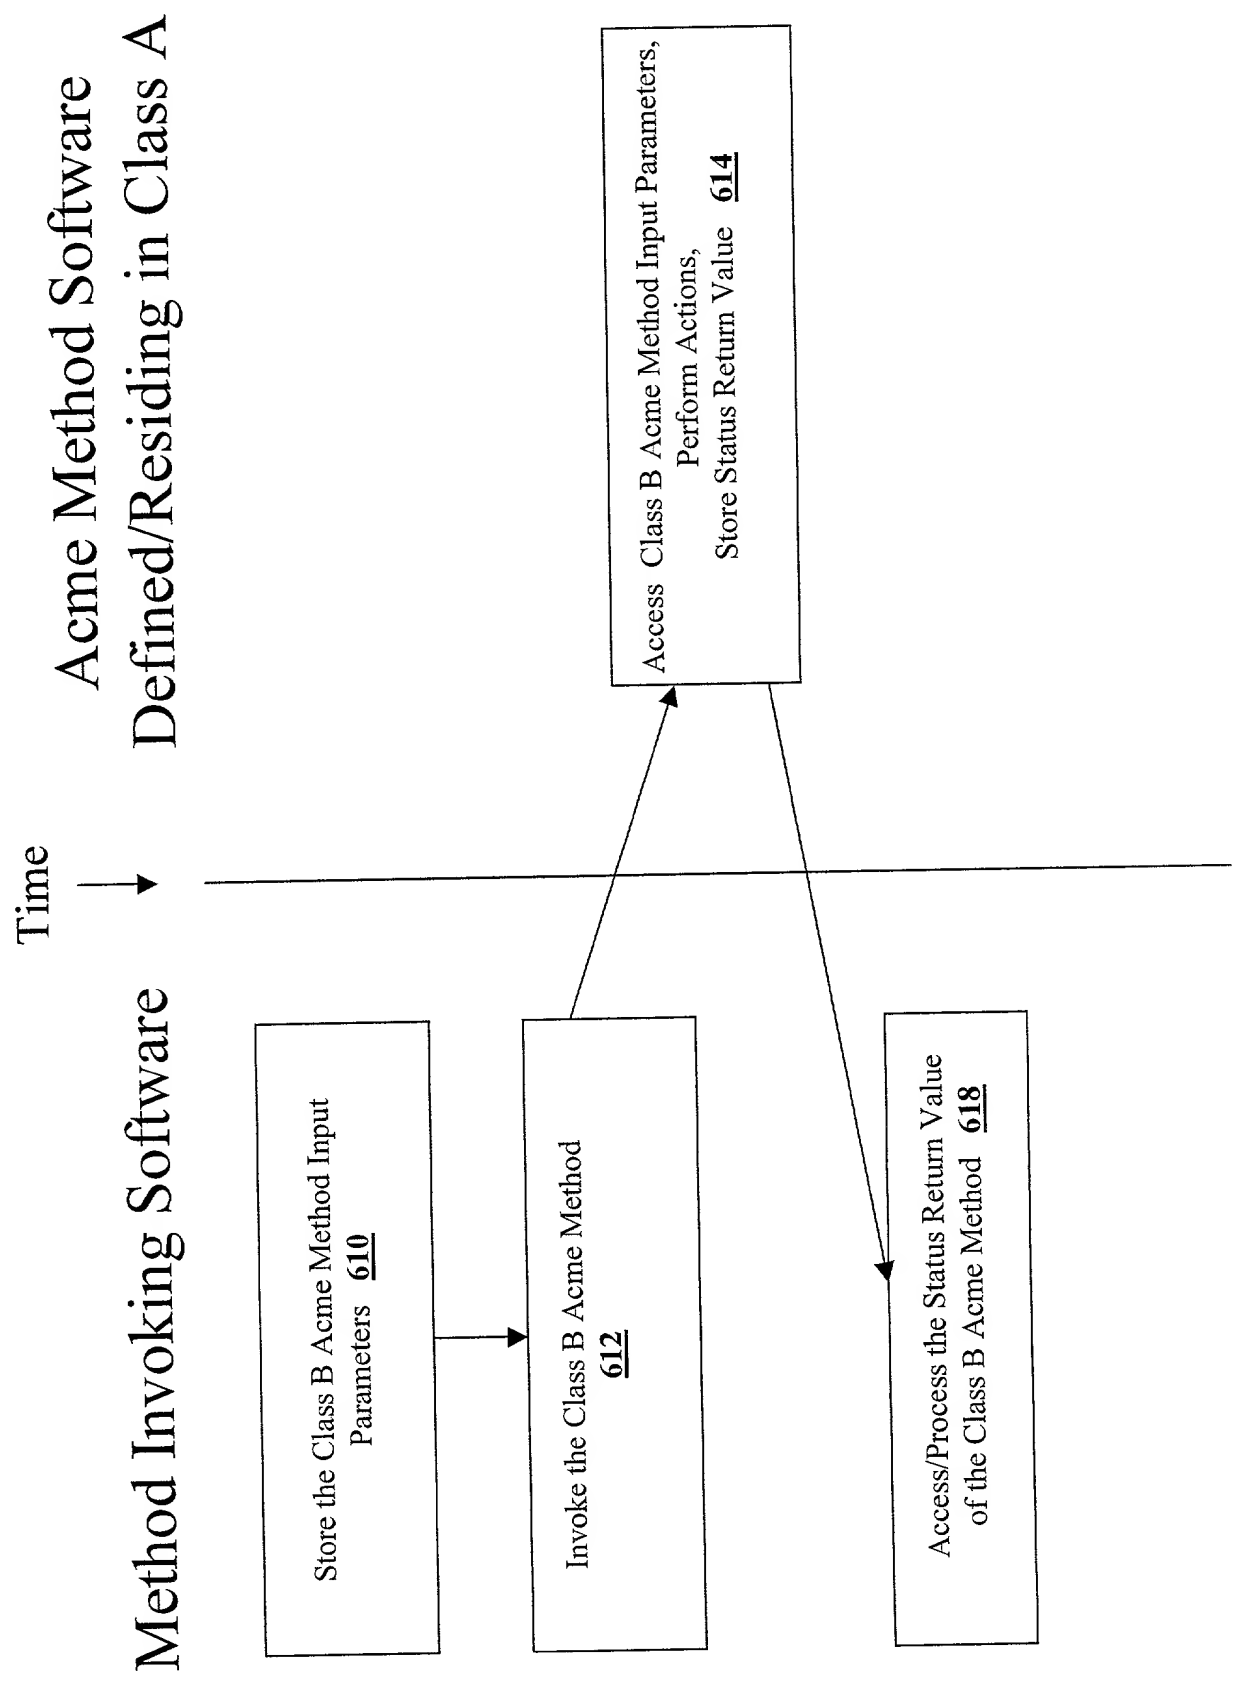 Time
Method Invoking Software
Acme Method Software
Defined/Residing in Class A
Store the Class B Acme Method Input
Parameters 610
Invoke the Class B Acme Method
612
Access Class B Acme Method Input Parameters,
Perform Actions,
Store Status Return Value 614
Access/Process the Status Return Value
of the Class B Acme Method 618